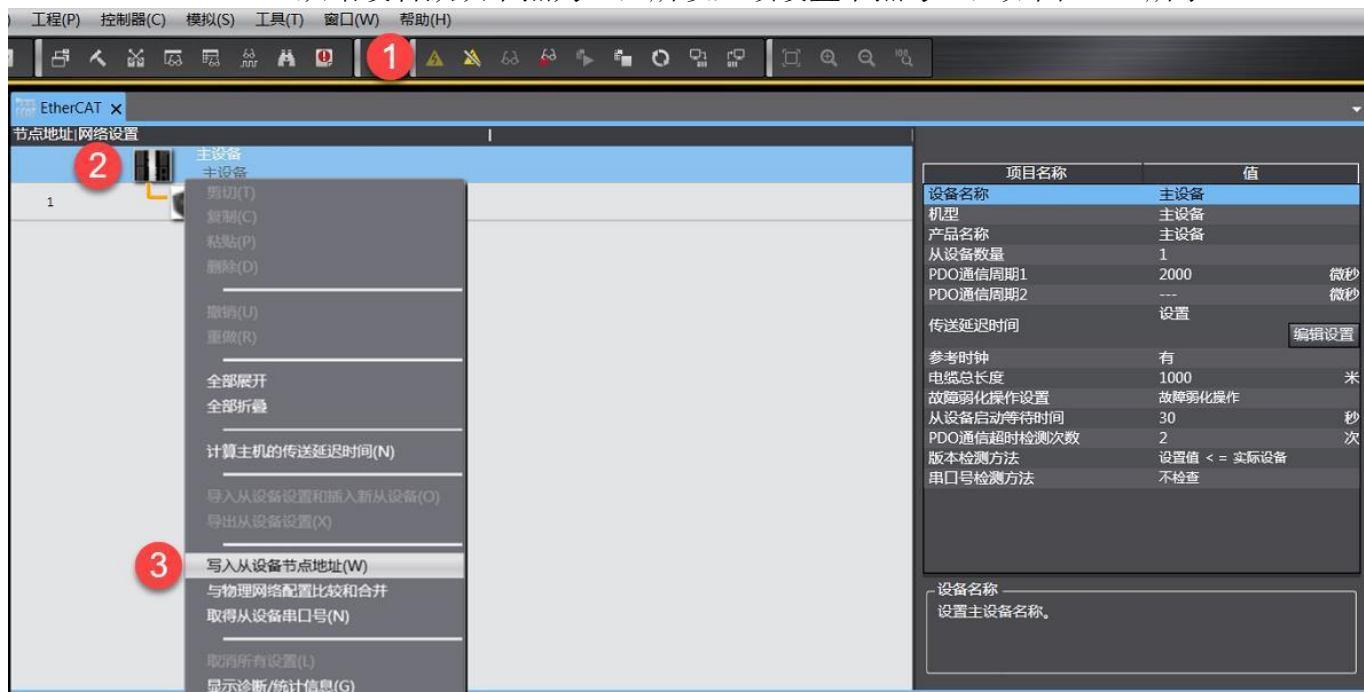 工程(P) 控制器(C) 模拟(S) 工具(T) 窗口(W) 帮助(H)
1
EtherCAT
节点地址|网络设置
2
主设备
主设备
1
剪切(T)
复制(C)
粘贴(P)
删除(D)
撤销(U)
重做(R)
全部展开
全部折叠
计算主机的传送延迟时间(N)
导入从设备设置和插入新从设备(O)
导出从设备设置(X)
3
写入从设备节点地址(W)
与物理网络配置比较和合并
取得从设备串口号(N)
取消所有设置(L)
显示诊断/统计信息(G)
项目名称 值
设备名称 主设备
机型 主设备
产品名称 主设备
从设备数量 1
PDO通信周期1 2000 微秒
PDO通信周期2 --- 微秒
传送延迟时间 设置
编辑设置
参考时钟 有
电缆总长度 1000 米
故障弱化操作设置 故障弱化操作
从设备启动等待时间 30 秒
PDO通信超时检测次数 2 次
版本检测方法 设置值 < = 实际设备
串口号检测方法 不检查
设备名称
设置主设备名称。